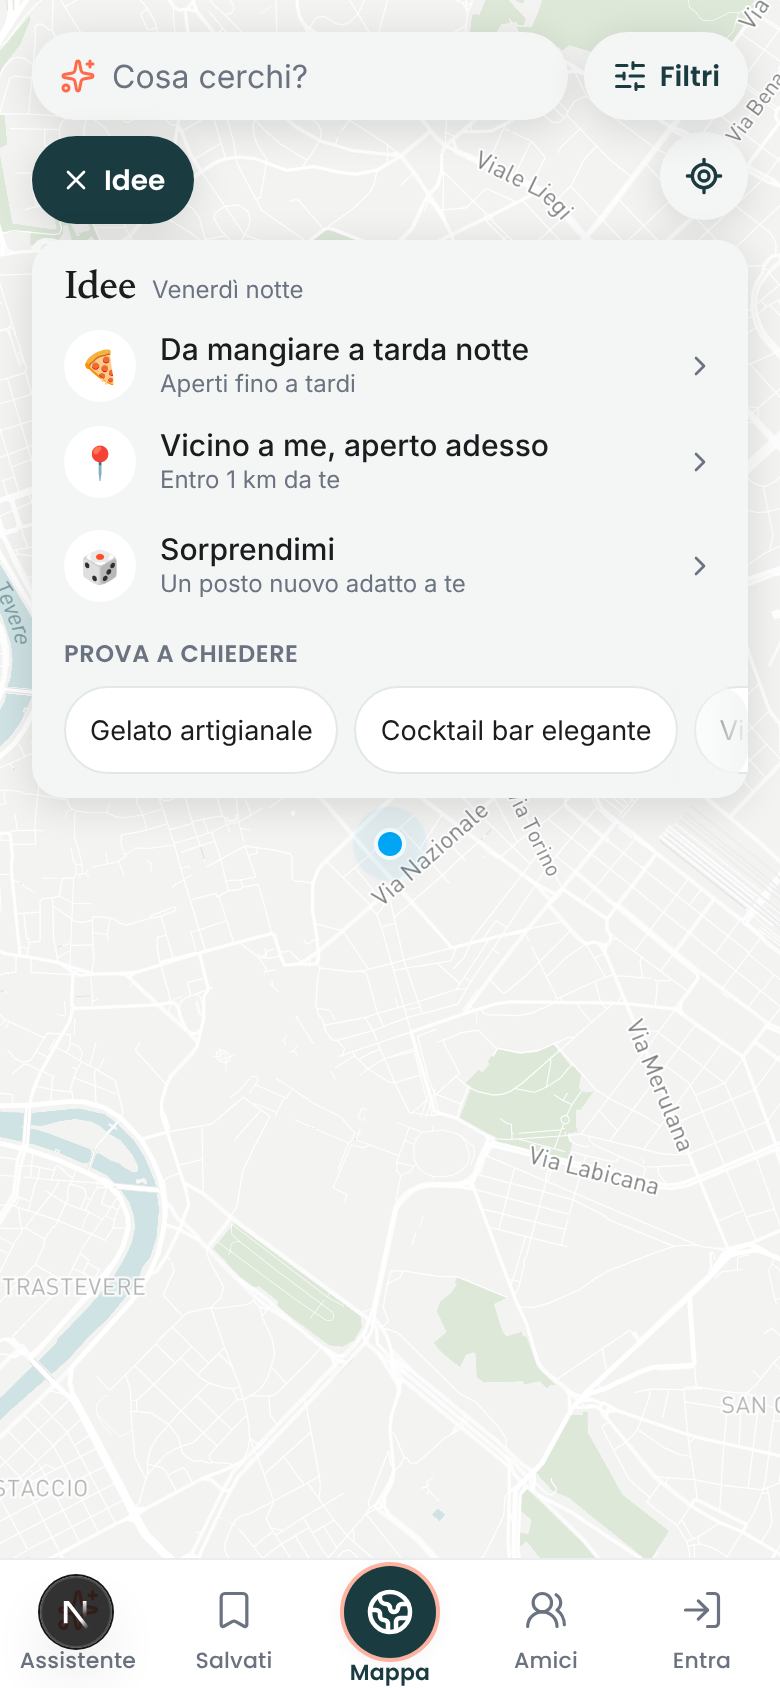 Via
Cosa cerchi?
Filtri
Via Bena
Idee
Viale Liegi
Idee Venerdì notte
Da mangiare a tarda notte
Aperti fino a tardi
Vicino a me, aperto adesso
Entro 1 km da te
Sorprendimi
Un posto nuovo adatto a te
Tevere
PROVA A CHIEDERE
Gelato artigianale
Cocktail bar elegante
Vi
Via Nazionale
Via Torino
Via Merulana
Via Labicana
TRASTEVERE
SAN
STACCIO
N
Assistente
Salvati
Mappa
Amici
Entra